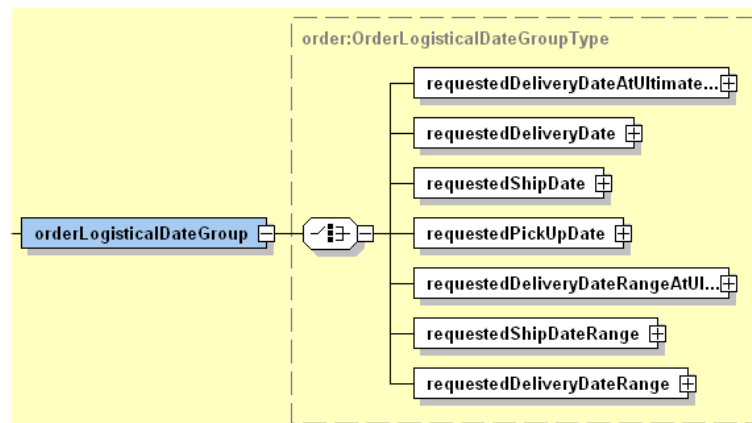 order:OrderLogisticalDateGroupType
requestedDeliveryDateAtUltimate...
requestedDeliveryDate
requestedShipDate
orderLogisticalDateGroup
requestedPickUpDate
requestedDeliveryDateRangeAtUl...
requestedShipDateRange
requestedDeliveryDateRange